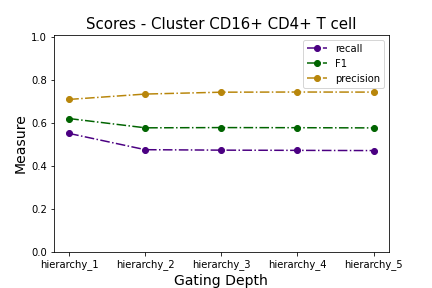 Scores - Cluster CD16+ CD4+ T cell
recall
F1
precision
Measure
1.0
0.8
0.6
0.4
0.2
0.0
hierarchy_1 hierarchy_2 hierarchy_3 hierarchy_4 hierarchy_5
Gating Depth